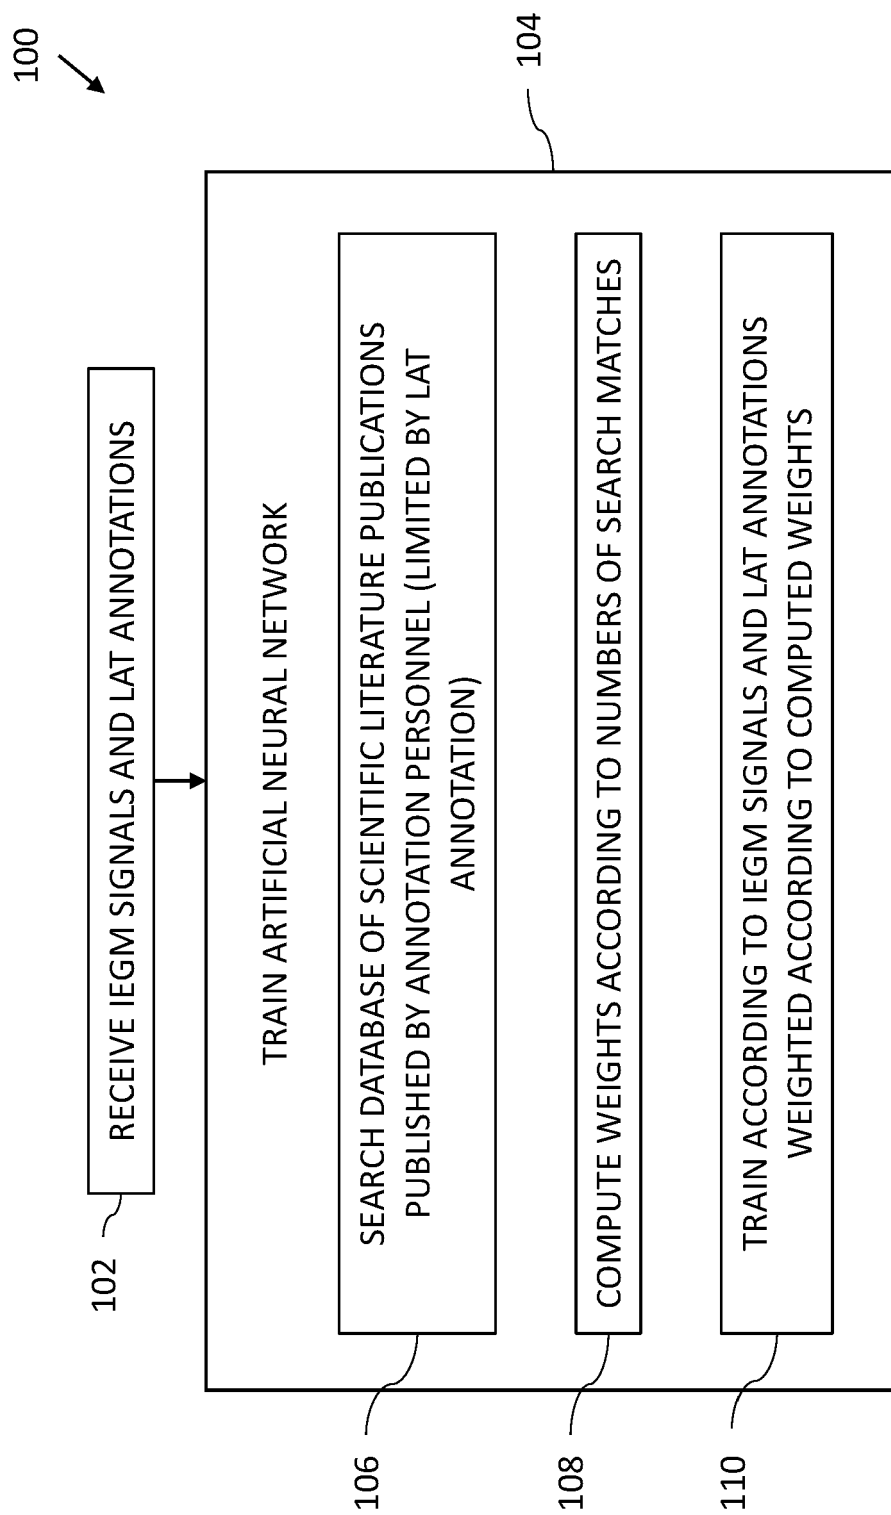 100
RECEIVE IEGM SIGNALS AND LAT ANNOTATIONS
102
104
TRAIN ARTIFICIAL NEURAL NETWORK
SEARCH DATABASE OF SCIENTIFIC LITERATURE PUBLICATIONS
PUBLISHED BY ANNOTATION PERSONNEL (LIMITED BY LAT
ANNOTATION)
106
COMPUTE WEIGHTS ACCORDING TO NUMBERS OF SEARCH MATCHES
108
TRAIN ACCORDING TO IEGM SIGNALS AND LAT ANNOTATIONS
WEIGHTED ACCORDING TO COMPUTED WEIGHTS
110